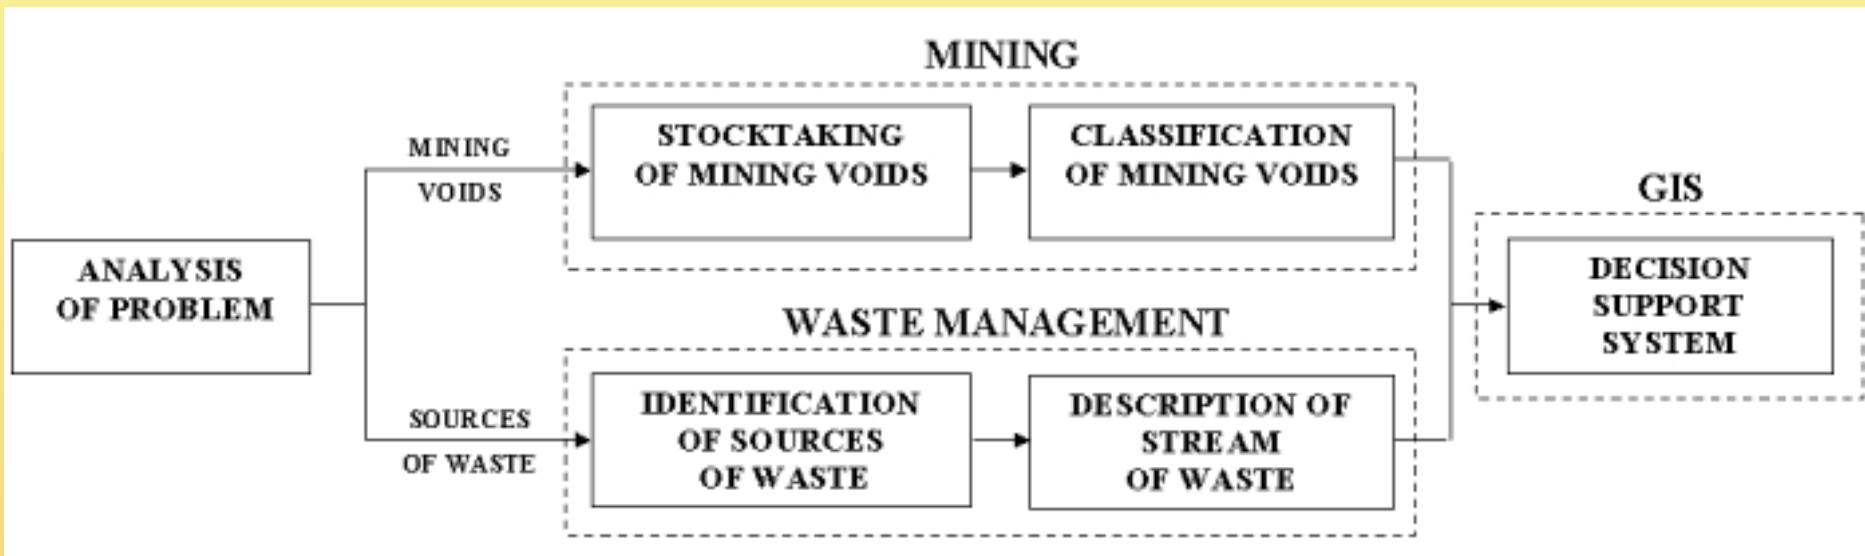 ANALYSIS
OF PROBLEM
MINING
VOIDS
SOURCES
OF WASTE
MINING
STOCKTAKING
OF MINING VOIDS
CLASSIFICATION
OF MINING VOIDS
WASTE MANAGEMENT
IDENTIFICATION
OF SOURCES
OF WASTE
DESCRIPTION OF
STREAM
OF WASTE
GIS
DECISION
SUPPORT
SYSTEM